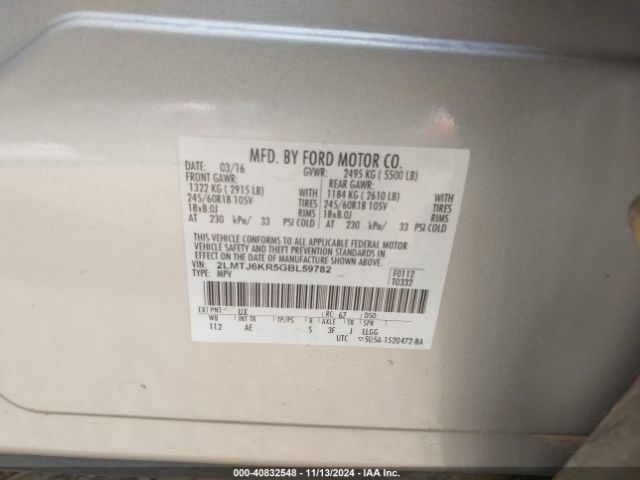 MFD. BY FORD MOTOR CO.
DATE: 03/16 GVWR: 2495 KG ( 5500 LB)
FRONT GAWR: REAR GAWR:
1322 KG ( 2915 LB) WITH 1184 KG ( 2610 LB) WITH
245/60R18 105V TIRES 245/60R18 105V TIRES
18x8.0J RIMS 18x8.0J RIMS
AT 230 kPa/ 33 PSI COLD AT 230 kPa/ 33 PSI COLD
THIS VEHICLE CONFORMS TO ALL APPLICABLE FEDERAL MOTOR
VEHICLE SAFETY AND THEFT PREVENTION STANDARDS IN
EFFECT ON THE DATE OF MANUFACTURE SHOWN ABOVE.
VIN: 2LMTJ6KR5GBL59782 F0112
TYPE: MPV T0332
EXT PNT: UX RC: 67 DSO:
WB INT TR TP/PS R AXLE TR SPR
112 AE S 3F J LLGG
UTC 5U5A-1520472-BA
000-40832548 - 11/13/2024 - IAA Inc.